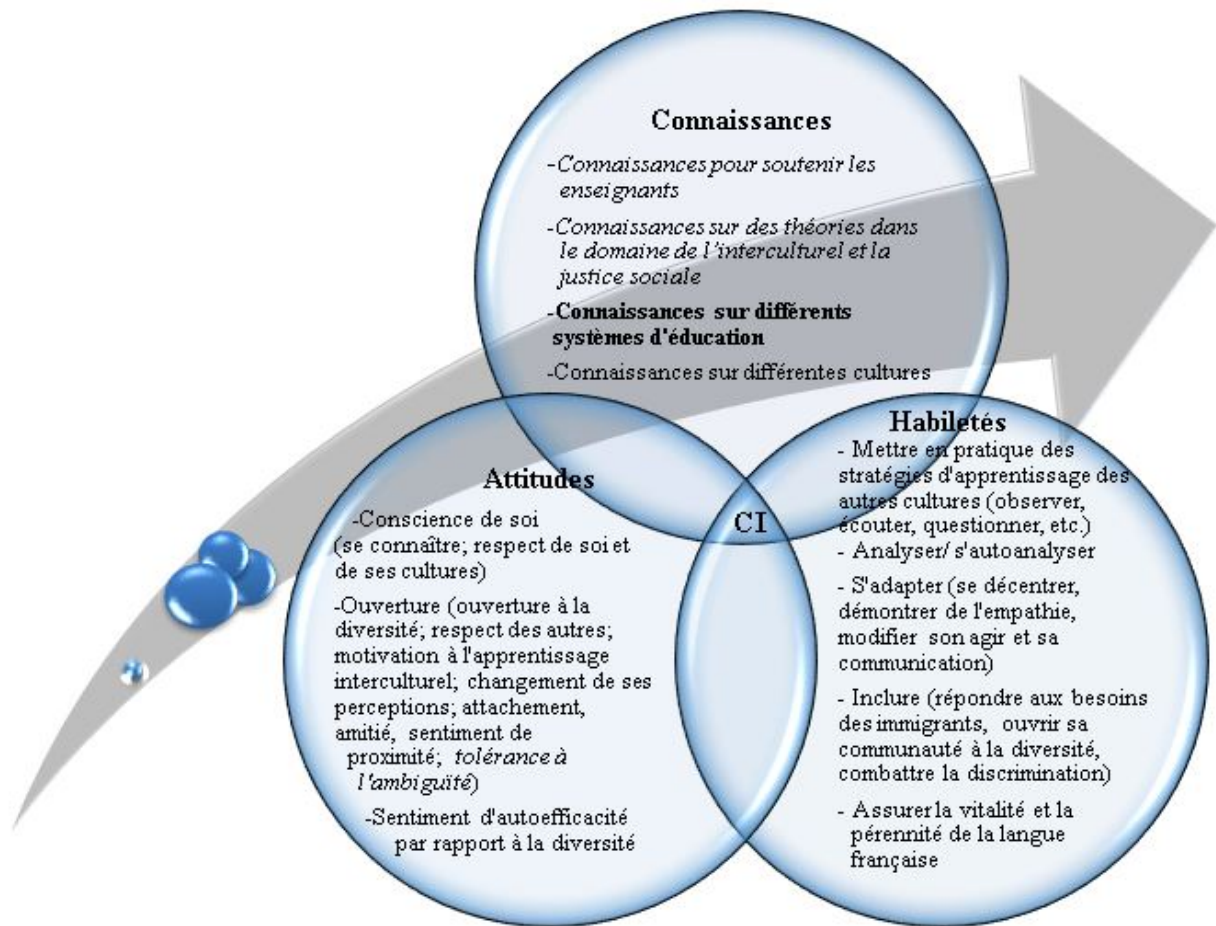 Connaissances
-Connaissances pour soutenir les
enseignants
-Connaissances sur des théories dans
le domaine de l'interculturel et la
justice sociale
-Connaissances sur différents
systèmes d'éducation
-Connaissances sur différentes cultures
Attitudes
-Conscience de soi
(se connaître; respect de soi et
de ses cultures)
-Ouverture (ouverture à la
diversité; respect des autres;
motivation à l'apprentissage
interculturel; changement de ses
perceptions; attachement,
amitié, sentiment de
proximité; tolérance à
l'ambiguïté)
-Sentiment d'autoefficacité
par rapport à la diversité
CI
Habiletés
- Mettre en pratique des
stratégies d'apprentissage des
autres cultures (observer,
écouter, questionner, etc.)
- Analyser/ s'autoanalyser
- S'adapter (se décentrer,
démontrer de l'empathie,
modifier son agir et sa
communication)
- Inclure (répondre aux besoins
des immigrants, ouvrir sa
communauté à la diversité,
combattre la discrimination)
- Assurer la vitalité et la
pérennité de la langue
française